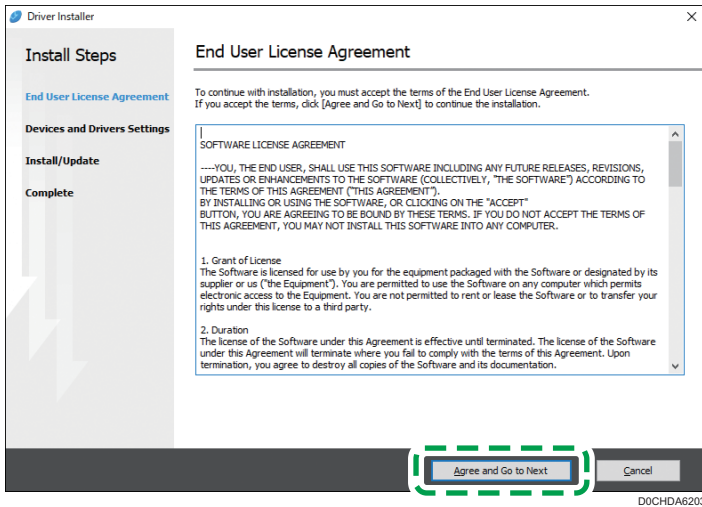 Driver Installer
Install Steps
End User License Agreement
Devices and Drivers Settings
Install/Update
Complete
End User License Agreement
To continue with installation, you must accept the terms of the End User License Agreement.
If you accept the terms, click [Agree and Go to Next] to continue the installation.
SOFTWARE LICENSE AGREEMENT
----YOU, THE END USER, SHALL USE THIS SOFTWARE INCLUDING ANY FUTURE RELEASES, REVISIONS,
UPDATES OR ENHANCEMENTS TO THE SOFTWARE (COLLECTIVELY, "THE SOFTWARE") ACCORDING TO
THE TERMS OF THIS AGREEMENT ("THIS AGREEMENT").
BY INSTALLING OR USING THE SOFTWARE, OR CLICKING ON THE "ACCEPT"
BUTTON, YOU ARE AGREEING TO BE BOUND BY THESE TERMS. IF YOU DO NOT ACCEPT THE TERMS OF
THIS AGREEMENT, YOU MAY NOT INSTALL THIS SOFTWARE INTO ANY COMPUTER.
1. Grant of License
The Software is licensed for use by you for the equipment packaged with the Software or designated by its
supplier or us ("the Equipment"). You are permitted to use the Software on any computer which permits
electronic access to the Equipment. You are not permitted to rent or lease the Software or to transfer your
rights under this license to a third party.
2. Duration
The license of the Software under this Agreement is effective until terminated. The license of the Software
under this Agreement will terminate where you fail to comply with the terms of this Agreement. Upon
termination, you agree to destroy all copies of the Software and its documentation.
Agree and Go to Next
Cancel
D0CHDA6203